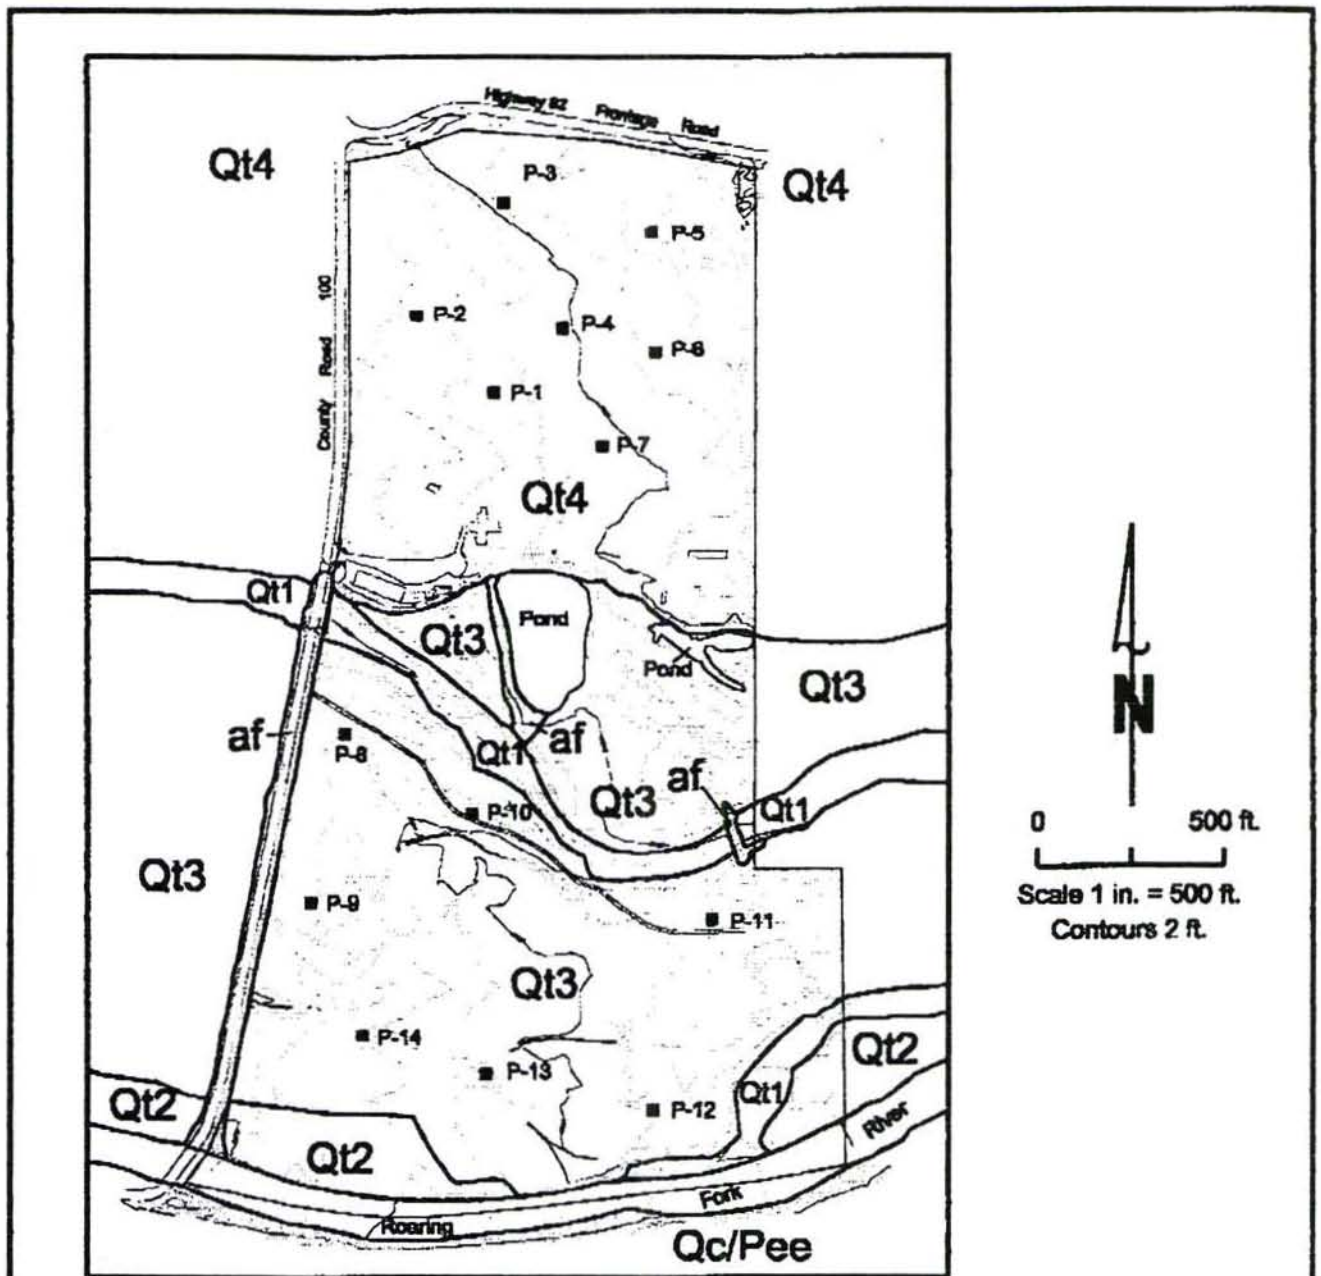 Highway 82 Frontage Road
Qt4
Qt4
P-3
P-5
County Road 100
P-2
P-4
P-6
P-1
P-7
Qt4
Qt1
Qt3
Pond
Pond
Qt3
af
P-8
Qt1
af
af
Qt3
Qt1
P-10
0 500 ft.
Scale 1 in. = 500 ft.
Contours 2 ft.
N
Qt3
P-9
P-11
Qt3
P-14
P-13
P-12
Qt1
Qt2
Qt2
Qt2
Roaring Fork River
Qc/Pee